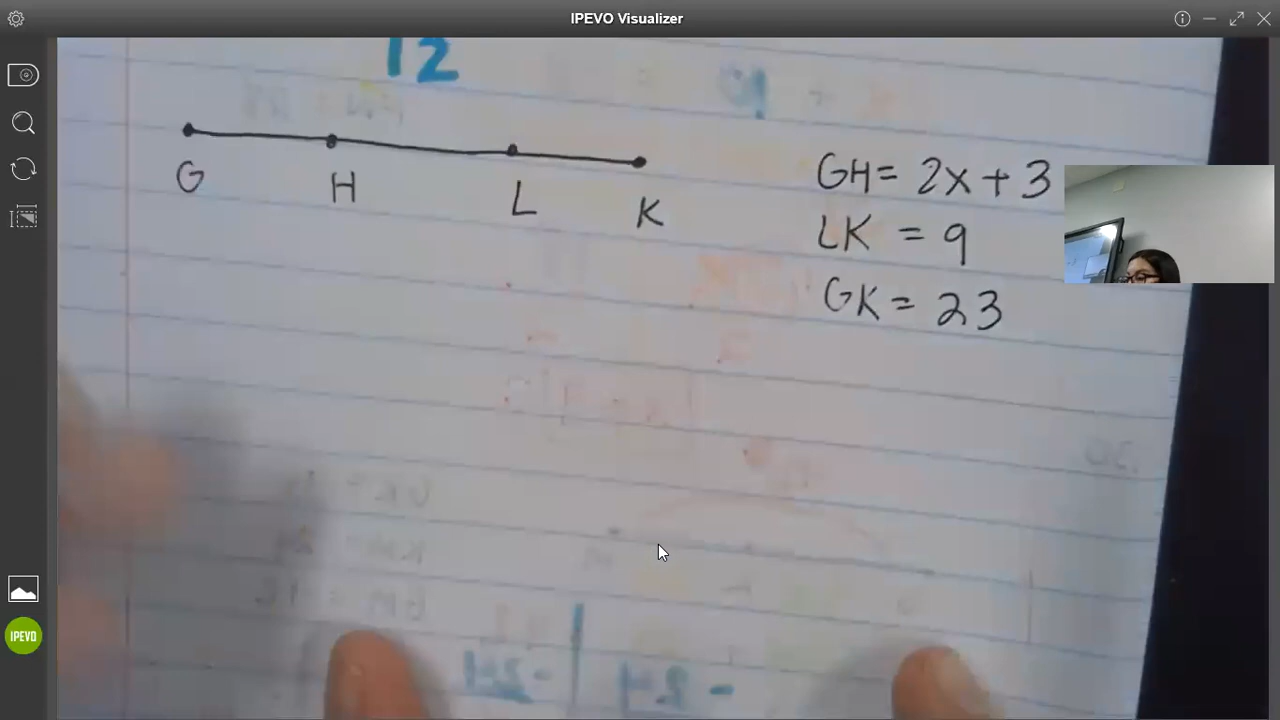 IPEVO Visualizer
12
G H L K
GH = 2x + 3
LK = 9
GK = 23
IPEVO